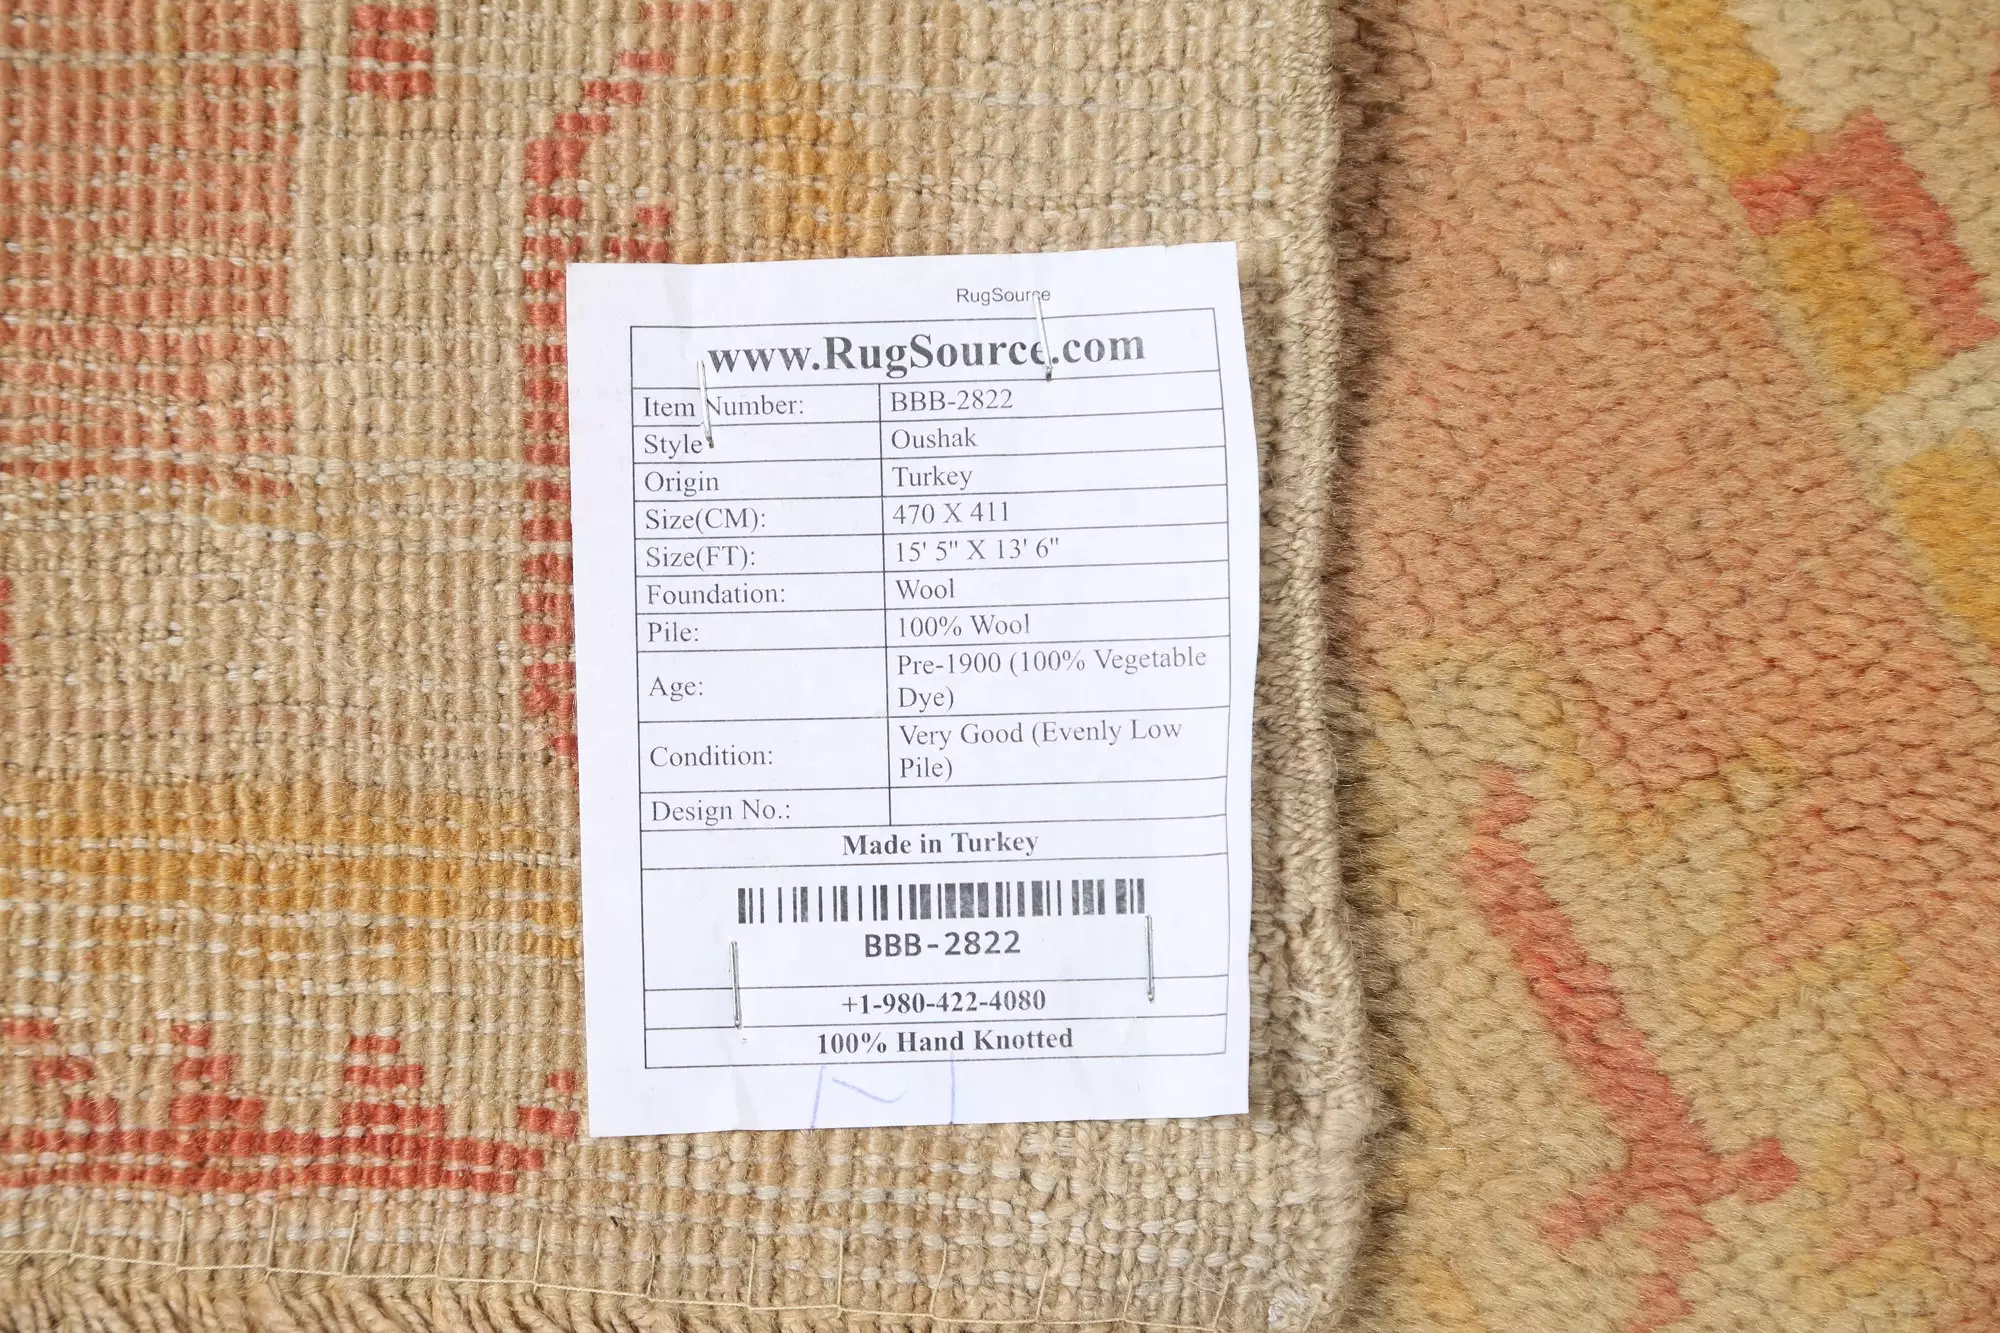 RugSource
www.RugSource.com
Item Number: BBB-2822
Style Oushak
Origin Turkey
Size(CM): 470 X 411
Size(FT): 15' 5" X 13' 6"
Foundation: Wool
Pile: 100% Wool
Age: Pre-1900 (100% Vegetable
Dye)
Condition: Very Good (Evenly Low
Pile)
Design No.:
Made in Turkey
BBB-2822
+1-980-422-4080
100% Hand Knotted